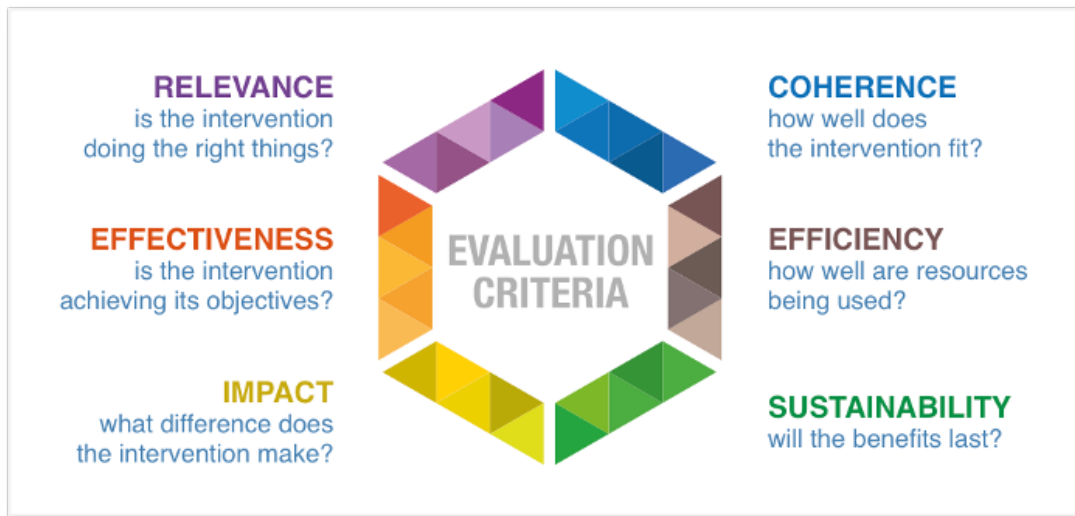 RELEVANCE
is the intervention
doing the right things?
COHERENCE
how well does
the intervention fit?
EFFECTIVENESS
is the intervention
achieving its objectives?
EVALUATION
CRITERIA
EFFICIENCY
how well are resources
being used?
IMPACT
what difference does
the intervention make?
SUSTAINABILITY
will the benefits last?